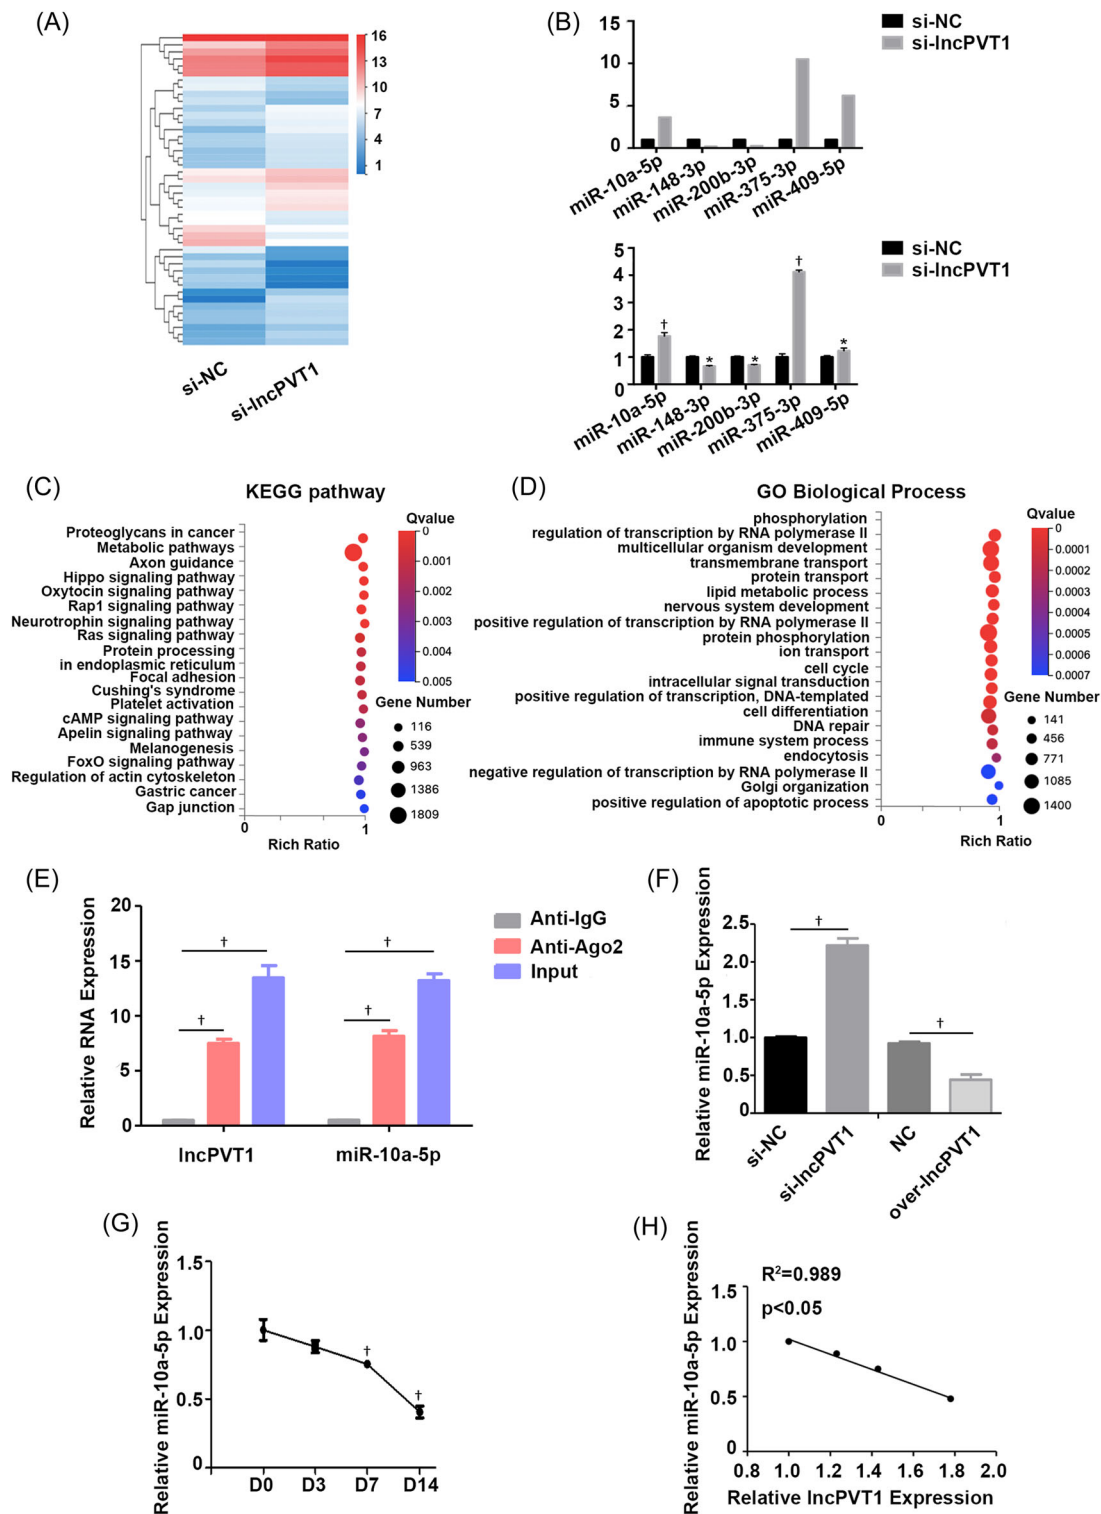 (A)
16
13
10
7
4
1
si-NC
si-lncPVT1
(B)
si-NC
si-lncPVT1
15
10
5
0
miR-10a-5p
miR-148-3p
miR-200b-3p
miR-375-3p
miR-409-5p
si-NC
si-lncPVT1
5
4
3
2
1
0
†
*
*
†
*
miR-10a-5p
miR-148-3p
miR-200b-3p
miR-375-3p
miR-409-5p
(C)
KEGG pathway
Proteoglycans in cancer
Metabolic pathways
Axon guidance
Hippo signaling pathway
Oxytocin signaling pathway
Rap1 signaling pathway
Neurotrophin signaling pathway
Ras signaling pathway
Protein processing
in endoplasmic reticulum
Focal adhesion
Cushing's syndrome
Platelet activation
cAMP signaling pathway
Apelin signaling pathway
Melanogenesis
FoxO signaling pathway
Regulation of actin cytoskeleton
Gastric cancer
Gap junction
0
1
Rich Ratio
Qvalue
0
0.001
0.002
0.003
0.004
0.005
Gene Number
116
539
963
1386
1809
(D)
GO Biological Process
phosphorylation
regulation of transcription by RNA polymerase II
multicellular organism development
transmembrane transport
protein transport
lipid metabolic process
nervous system development
positive regulation of transcription by RNA polymerase II
protein phosphorylation
ion transport
cell cycle
intracellular signal transduction
positive regulation of transcription, DNA-templated
cell differentiation
DNA repair
immune system process
endocytosis
negative regulation of transcription by RNA polymerase II
Golgi organization
positive regulation of apoptotic process
0
1
Rich Ratio
Qvalue
0
0.0001
0.0002
0.0003
0.0004
0.0005
0.0006
0.0007
Gene Number
141
456
771
1085
1400
(E)
Relative RNA Expression
20
15
10
5
0
†
†
†
†
lncPVT1
miR-10a-5p
Anti-IgG
Anti-Ago2
Input
(F)
Relative miR-10a-5p Expression
2.5
2.0
1.5
1.0
0.5
0
†
†
si-NC
si-lncPVT1
NC
over-lncPVT1
(G)
Relative miR-10a-5p Expression
1.5
1.0
0.5
0
†
†
D0
D3
D7
D14
(H)
Relative miR-10a-5p Expression
R²=0.989
p<0.05
1.5
1.0
0.5
0
0.8
1.0
1.2
1.4
1.6
1.8
2.0
Relative lncPVT1 Expression